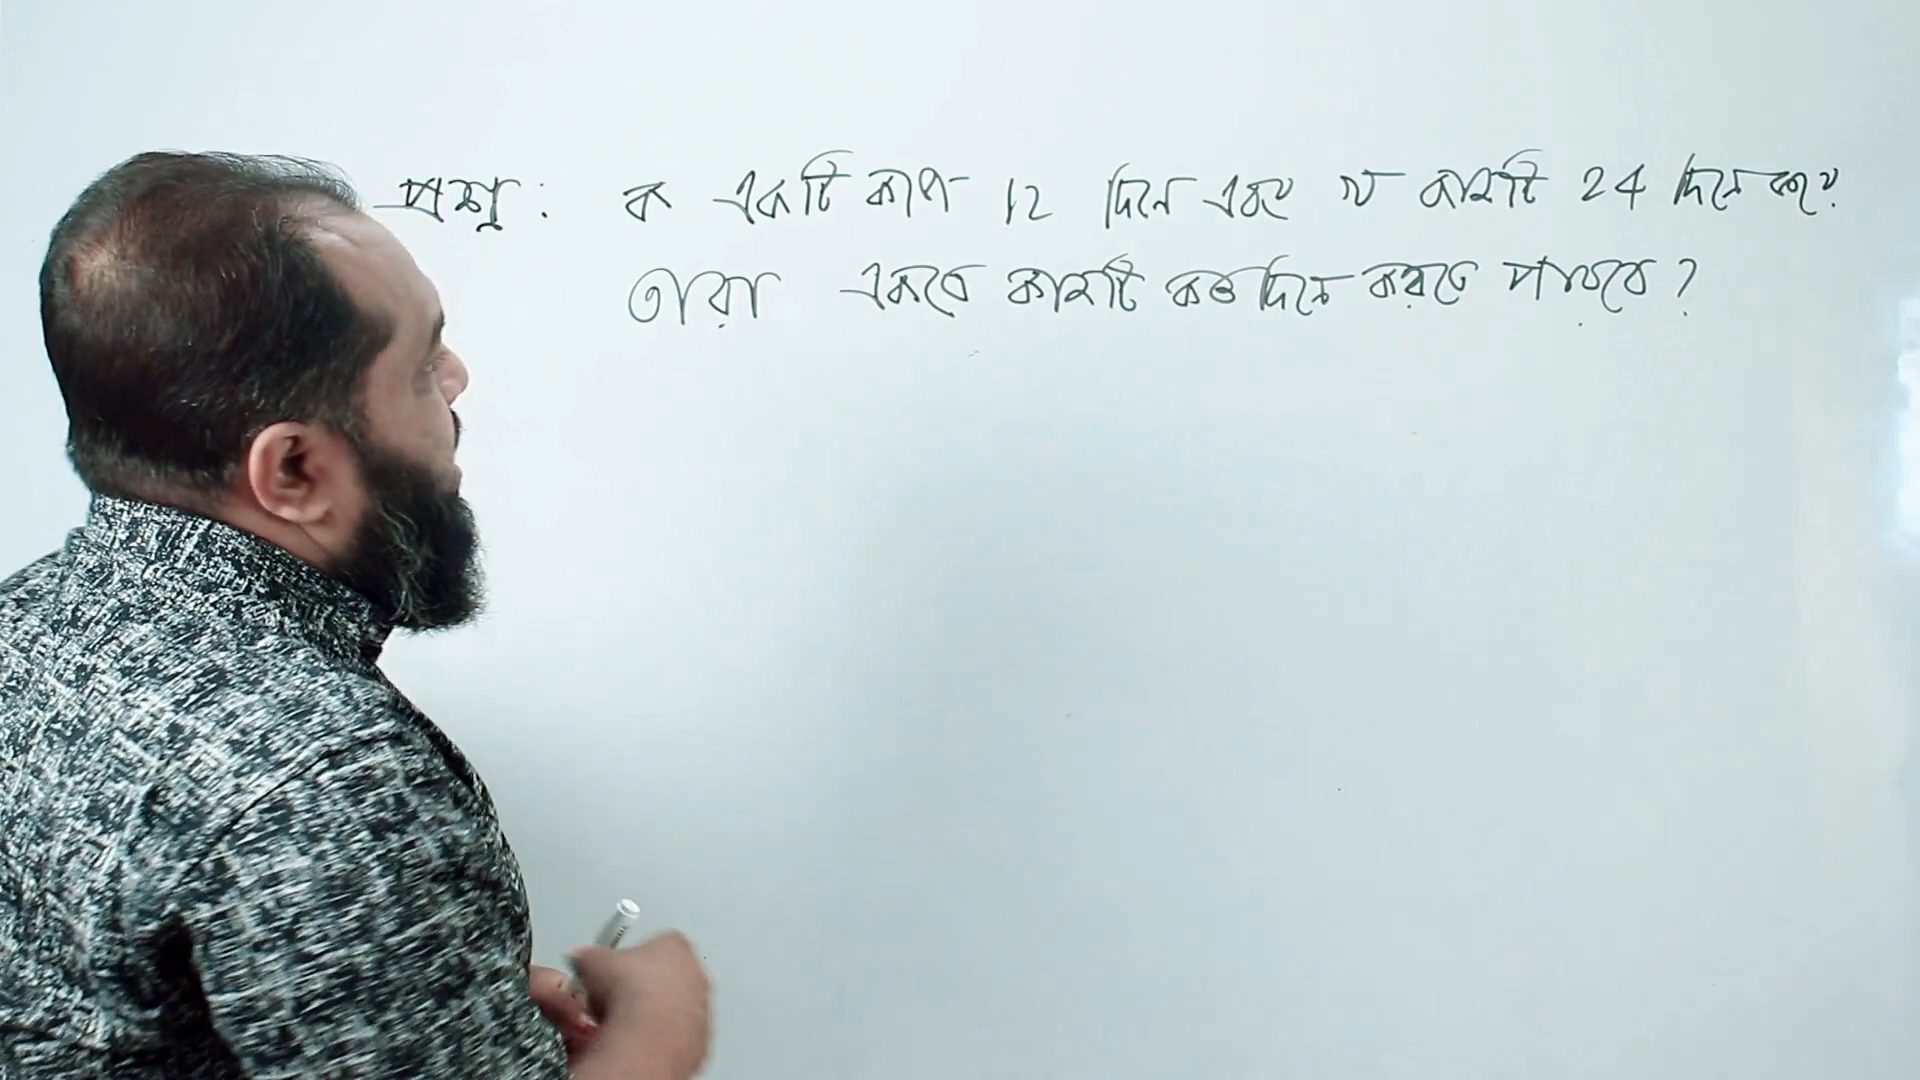 প্রশ্ন : ক একটি কাজ 12 দিনে এবং খ কাজটি 24 দিনে করে
তারা একত্রে কাজটি কত দিনে করতে পারবে ?